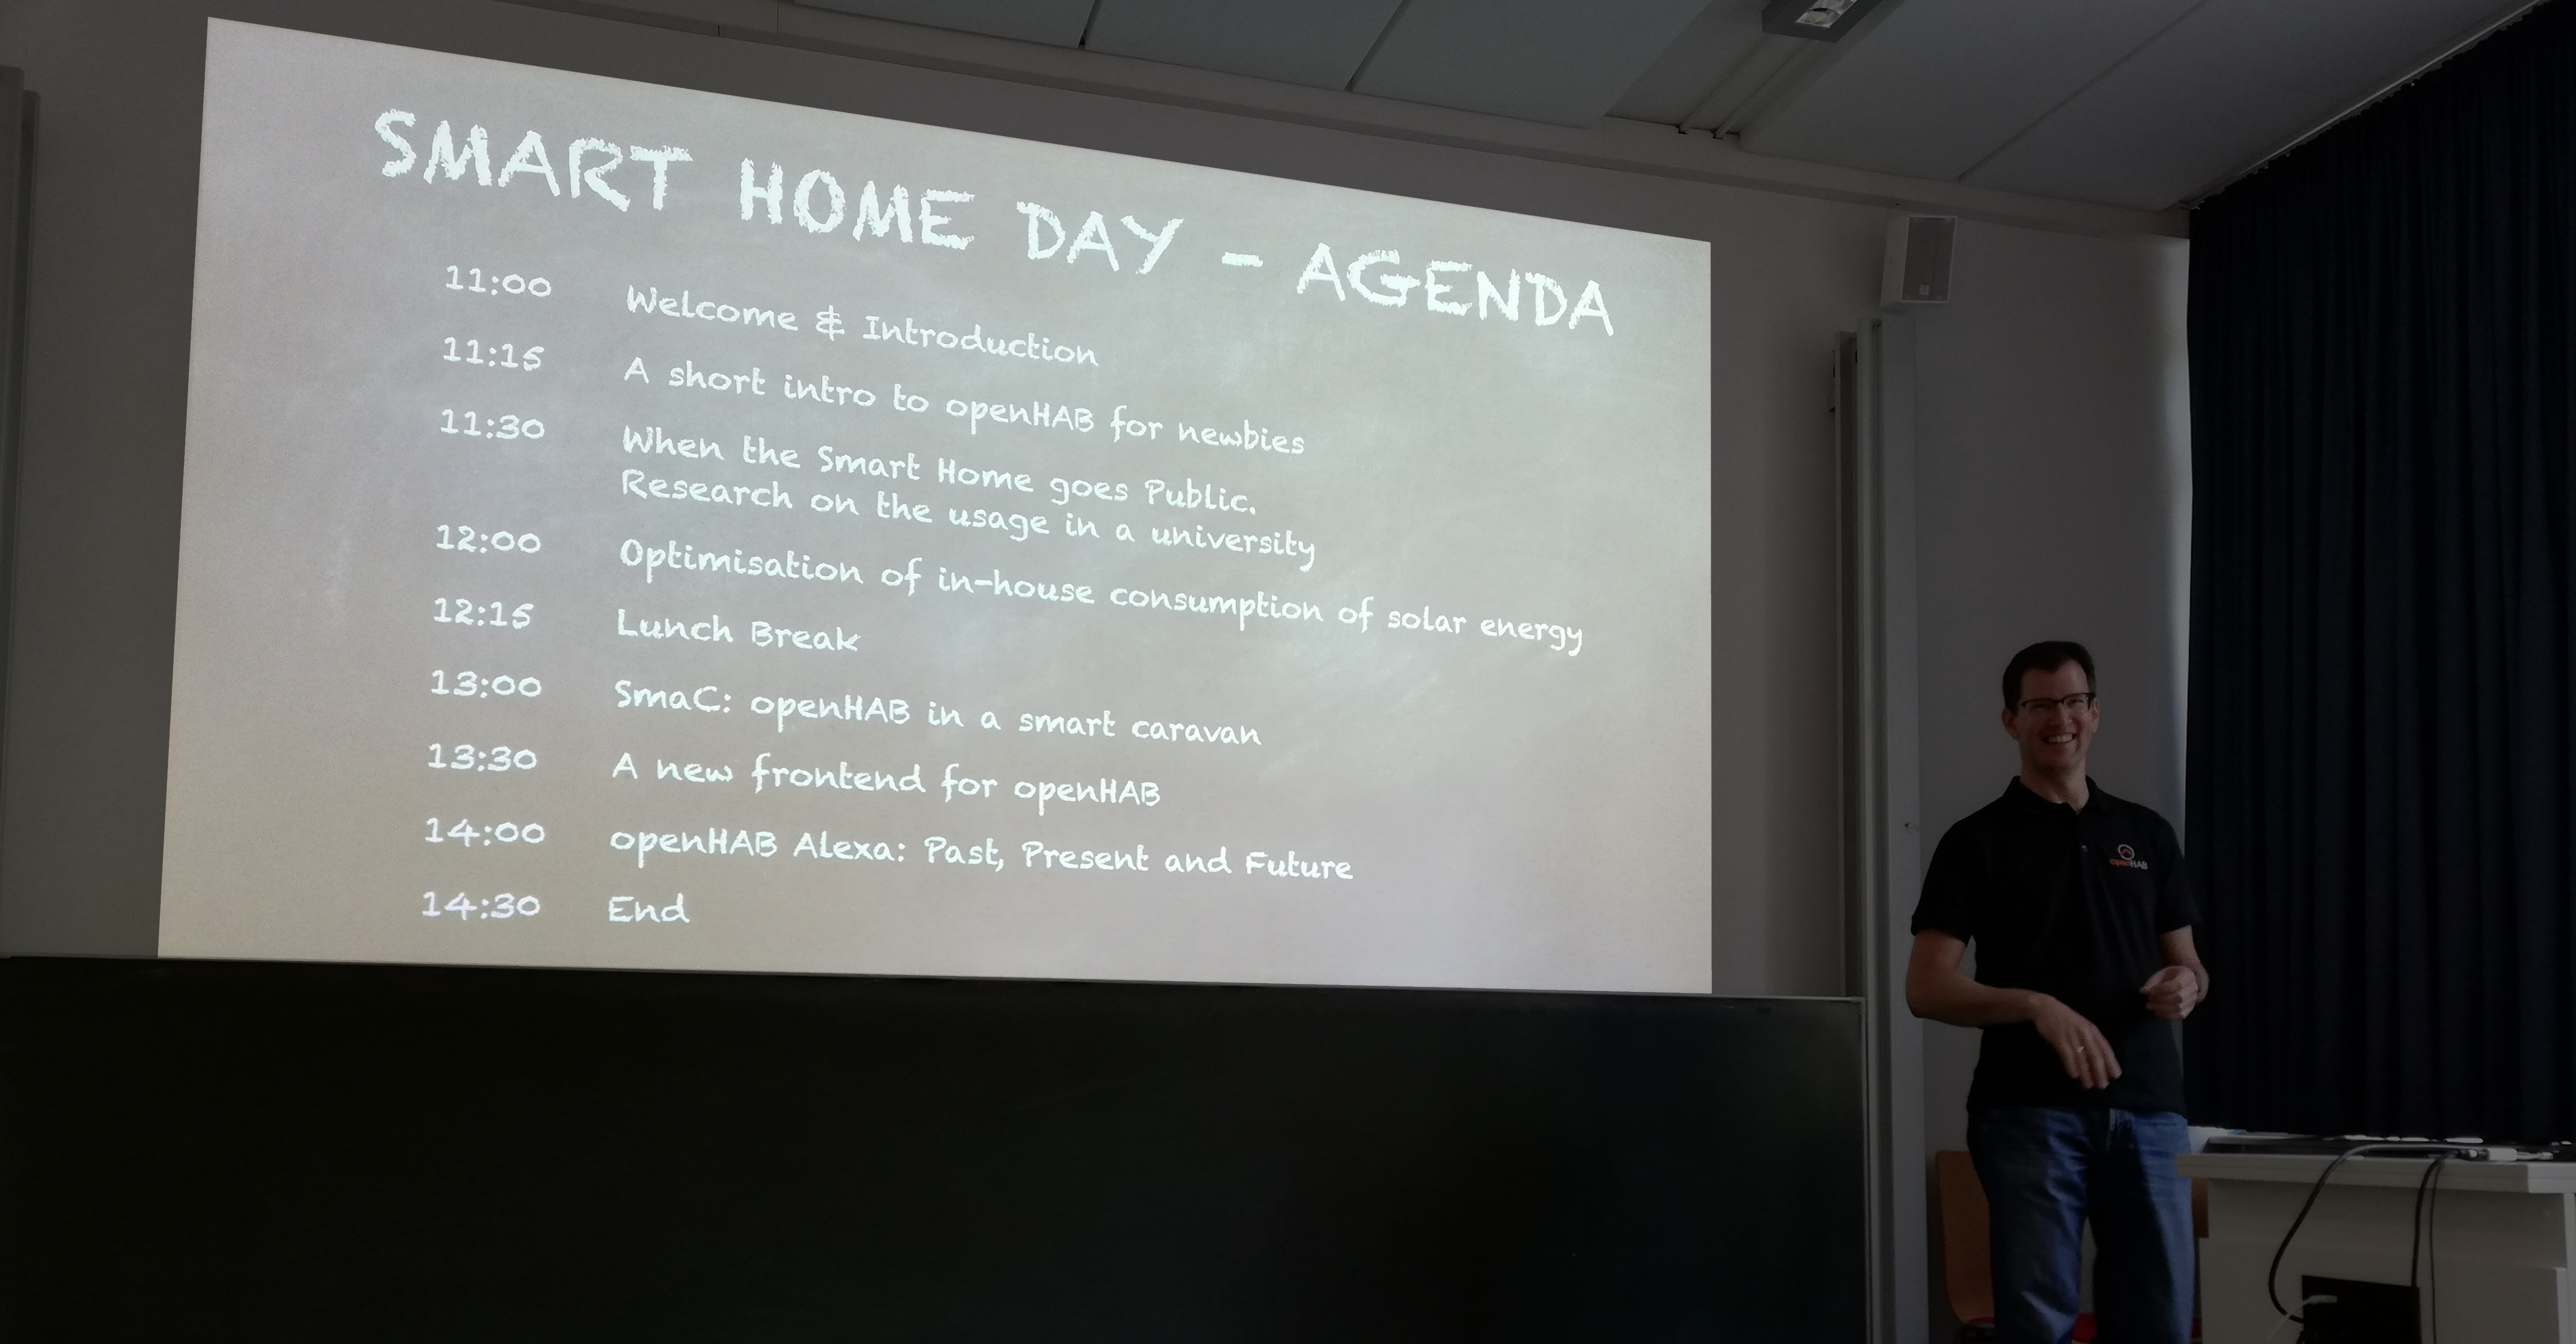 SMART HOME DAY - AGENDA
11:00 Welcome & Introduction
11:15 A short intro to openHAB for newbies
11:30 When the Smart Home goes Public.
Research on the usage in a university
12:00 Optimisation of in-house consumption of solar energy
12:15 Lunch Break
13:00 SmaC: openHAB in a smart caravan
13:30 A new frontend for openHAB
14:00 openHAB Alexa: Past, Present and Future
14:30 End
openHAB